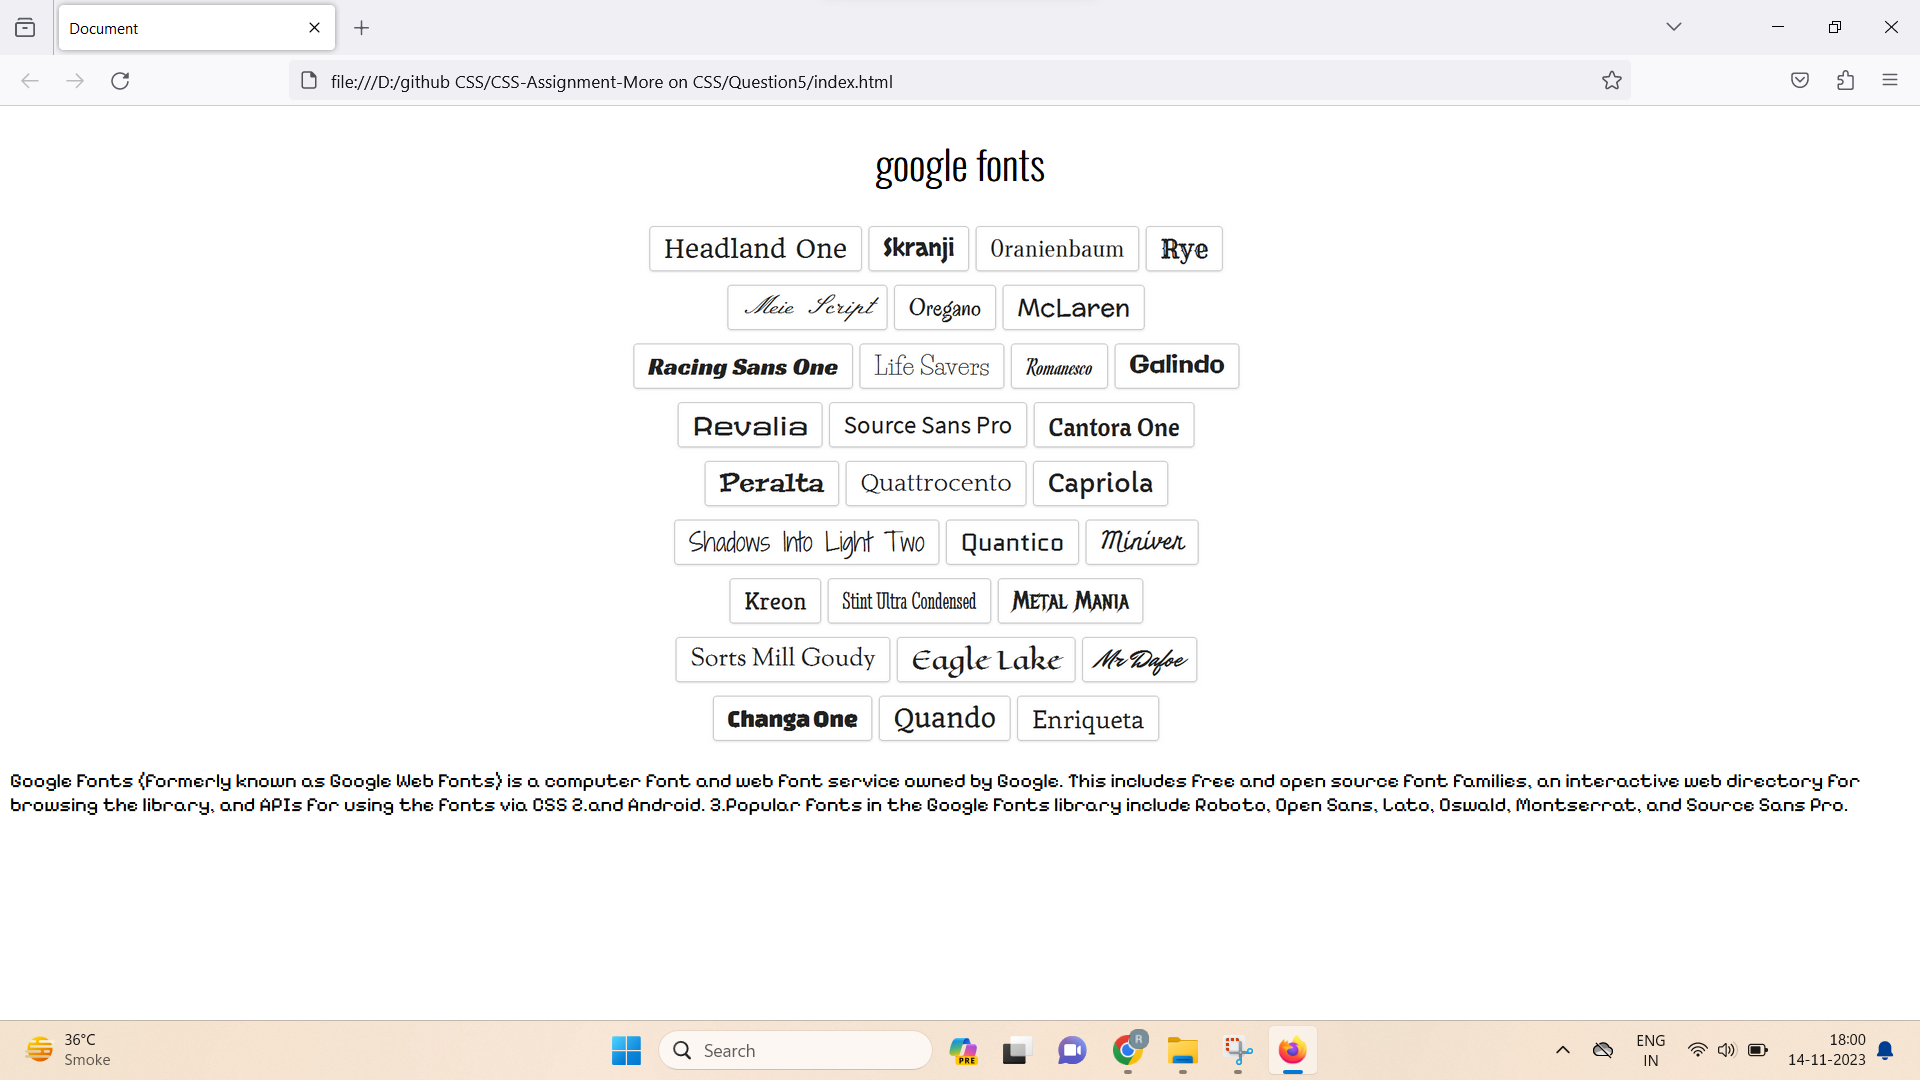 Document
file:///D:/github CSS/CSS-Assignment-More on CSS/Question5/index.html
google fonts
Headland One Skranji Oranienbaum Rye
Meie Script Oregano McLaren
Racing Sans One Life Savers Romanesco Galindo
Revalia Source Sans Pro Cantora One
Peralta Quattrocento Capriola
Shadows Into Light Two Quantico Miniver
Kreon Stint Ultra Condensed Metal Mania
Sorts Mill Goudy Eagle Lake Mr Dafoe
Changa One Quando Enriqueta
Google Fonts (formerly known as Google Web Fonts) is a computer font and web font service owned by Google. This includes free and open source font families, an interactive web directory for
browsing the library, and APIs for using the fonts via CSS 2.and Android. 3.Popular fonts in the Google Fonts library include Roboto, Open Sans, Lato, Oswald, Montserrat, and Source Sans Pro.
36°C
Smoke
Search
PRE
R
ENG
IN
18:00
14-11-2023